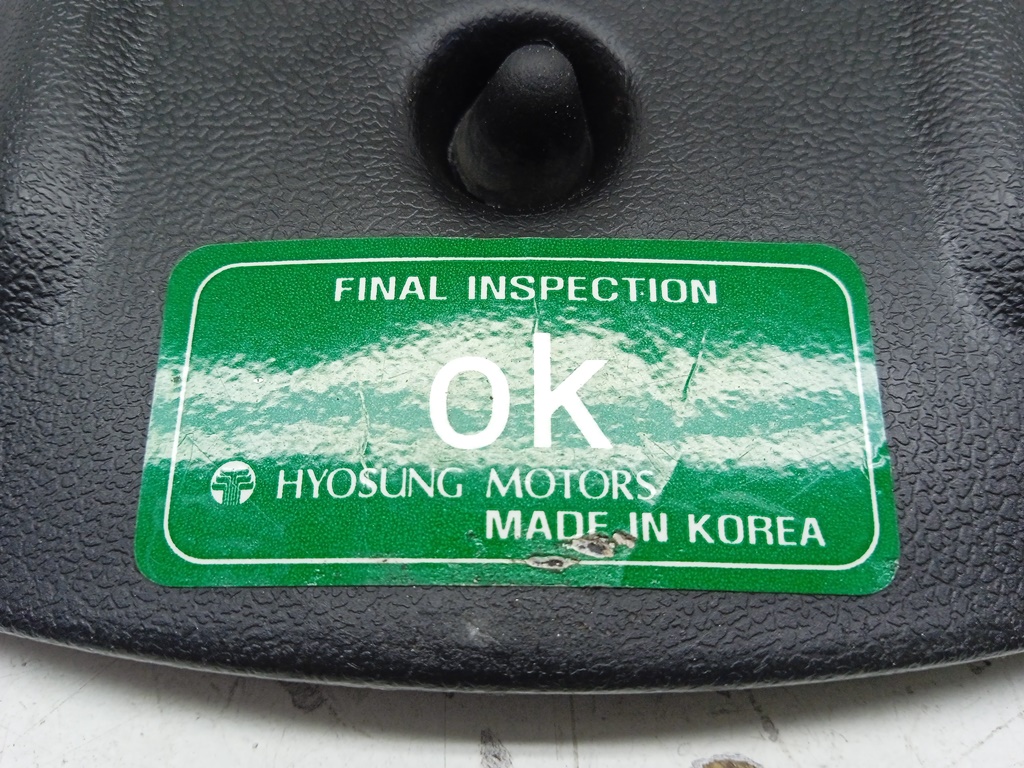 FINAL INSPECTION
ok
HYOSUNG MOTORS
MADE IN KOREA